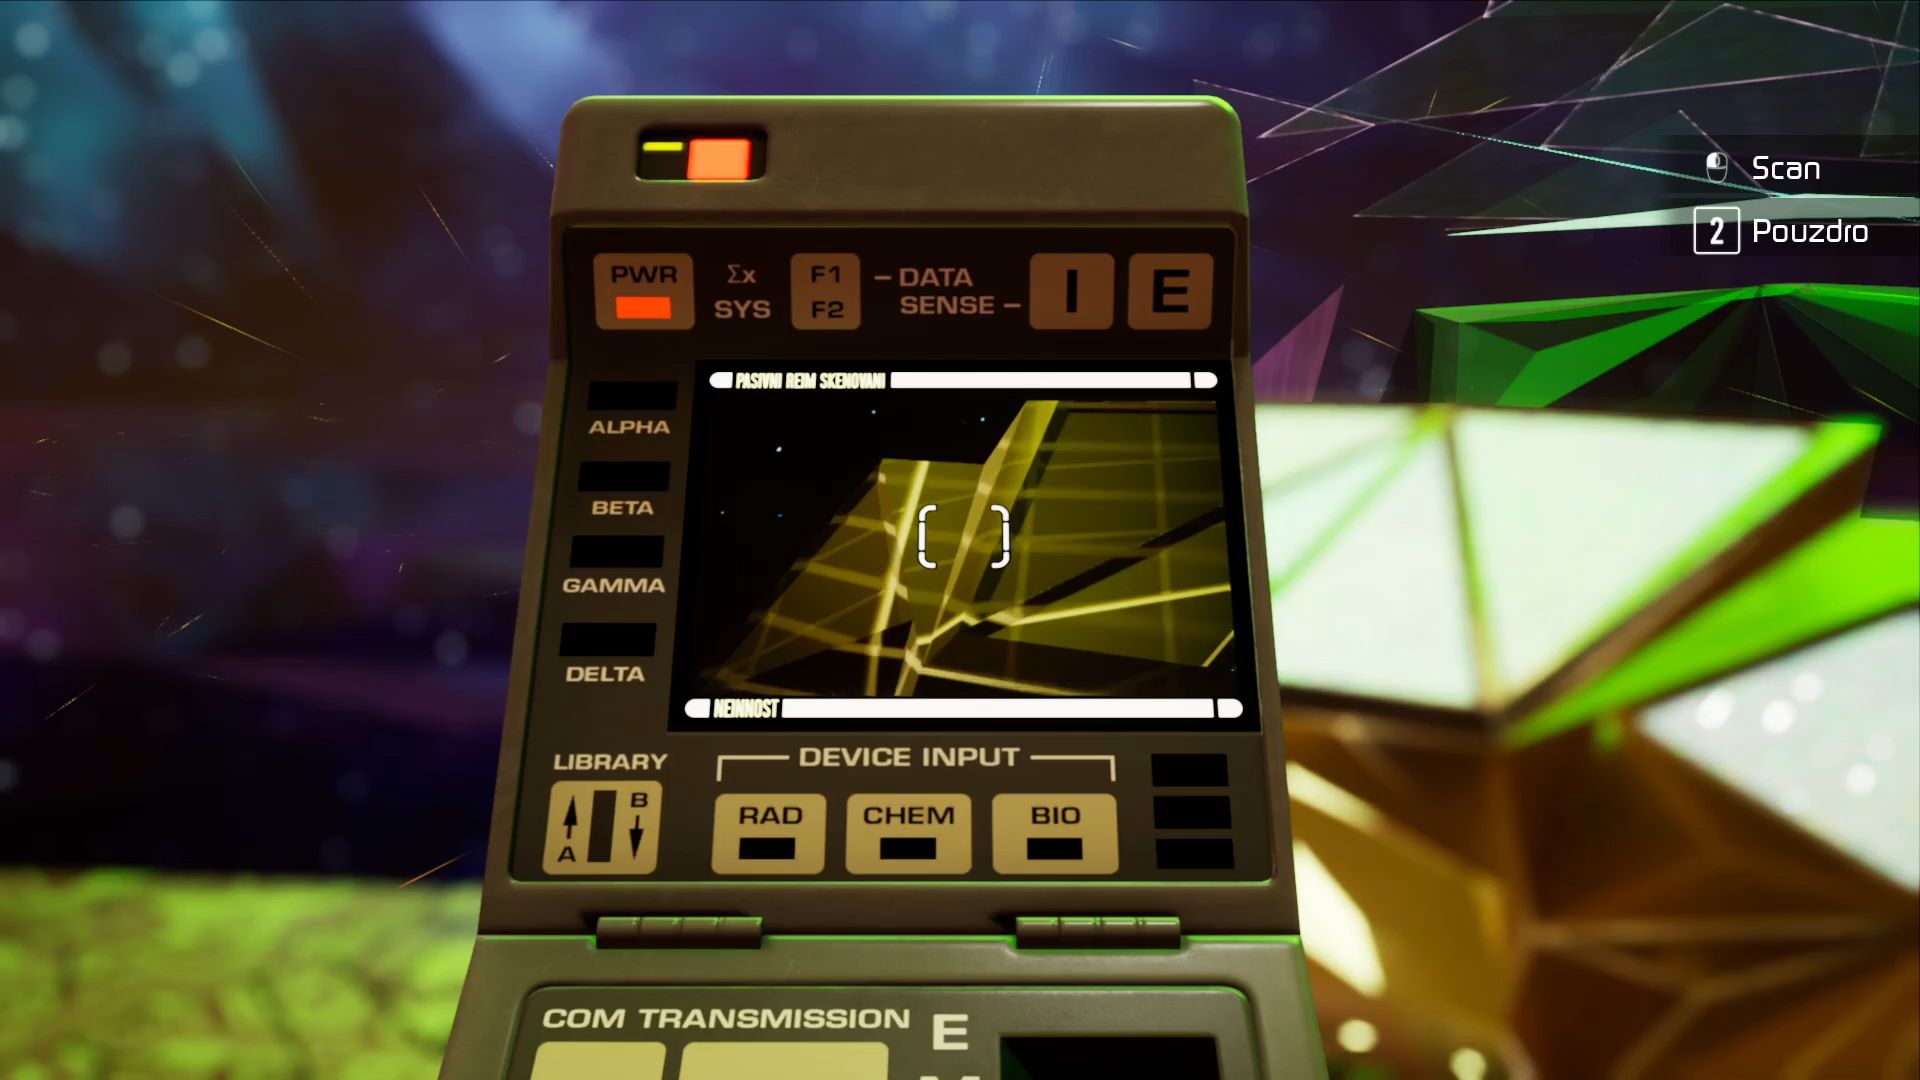 Scan
2 Pouzdro
PWR
Σx
SYS
F1
F2
DATA
SENSE
I
E
PASIVNI REIM SKENOVANI
ALPHA
BETA
GAMMA
DELTA
NEINNOST
LIBRARY
A
B
DEVICE INPUT
RAD
CHEM
BIO
COM TRANSMISSION
E